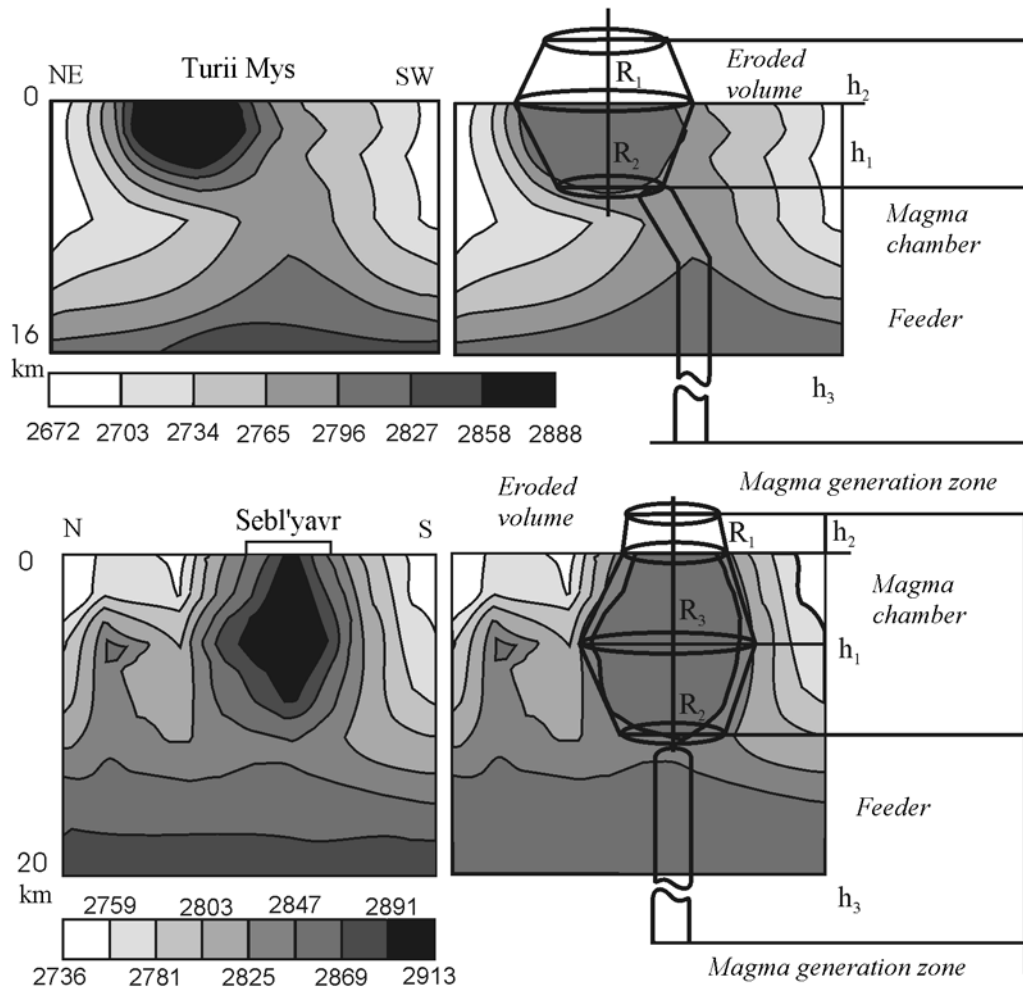 NE
Turii Mys
SW
0
16
km
2672 2703 2734 2765 2796 2827 2858 2888
R1
R2
Eroded
volume
h2
h1
Magma
chamber
Feeder
h3
Magma generation zone
N
Sebl'yavr
S
0
20
km
2759 2803 2847 2891
2736 2781 2825 2869 2913
Eroded
volume
R1
h2
Magma
chamber
R3
h1
R2
Feeder
h3
Magma generation zone